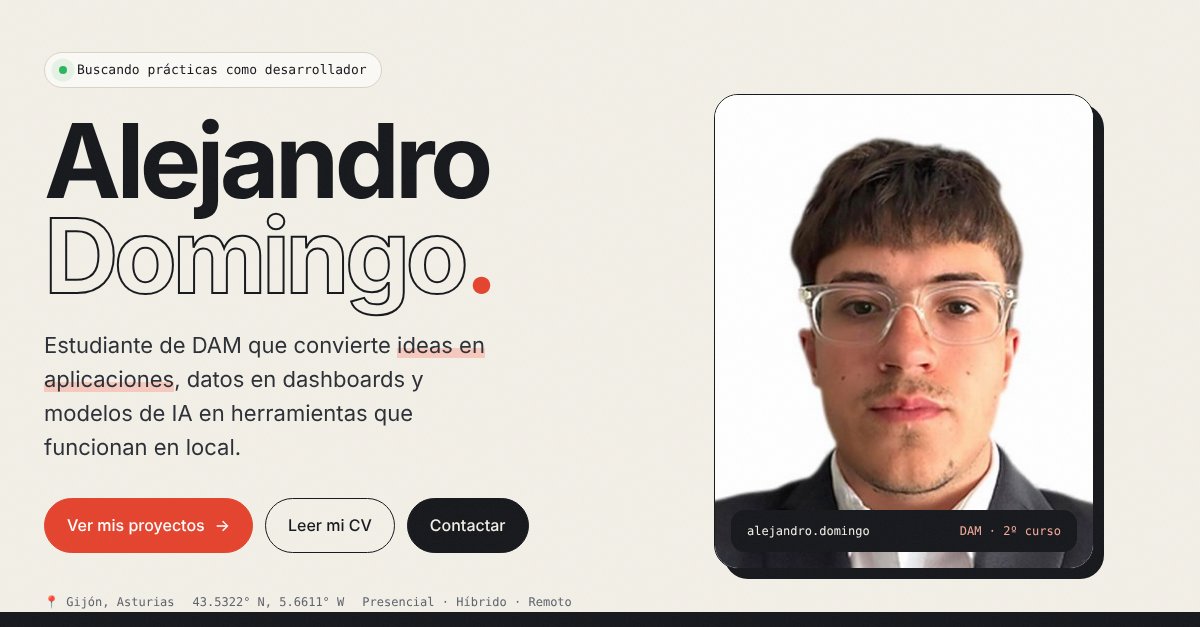 Buscando prácticas como desarrollador
Alejandro
Domingo.
Estudiante de DAM que convierte ideas en
aplicaciones, datos en dashboards y
modelos de IA en herramientas que
funcionan en local.
Ver mis proyectos →
Leer mi CV
Contactar
📍 Gijón, Asturias 43.5322° N, 5.6611° W Presencial · Híbrido · Remoto
alejandro.domingo DAM · 2º curso